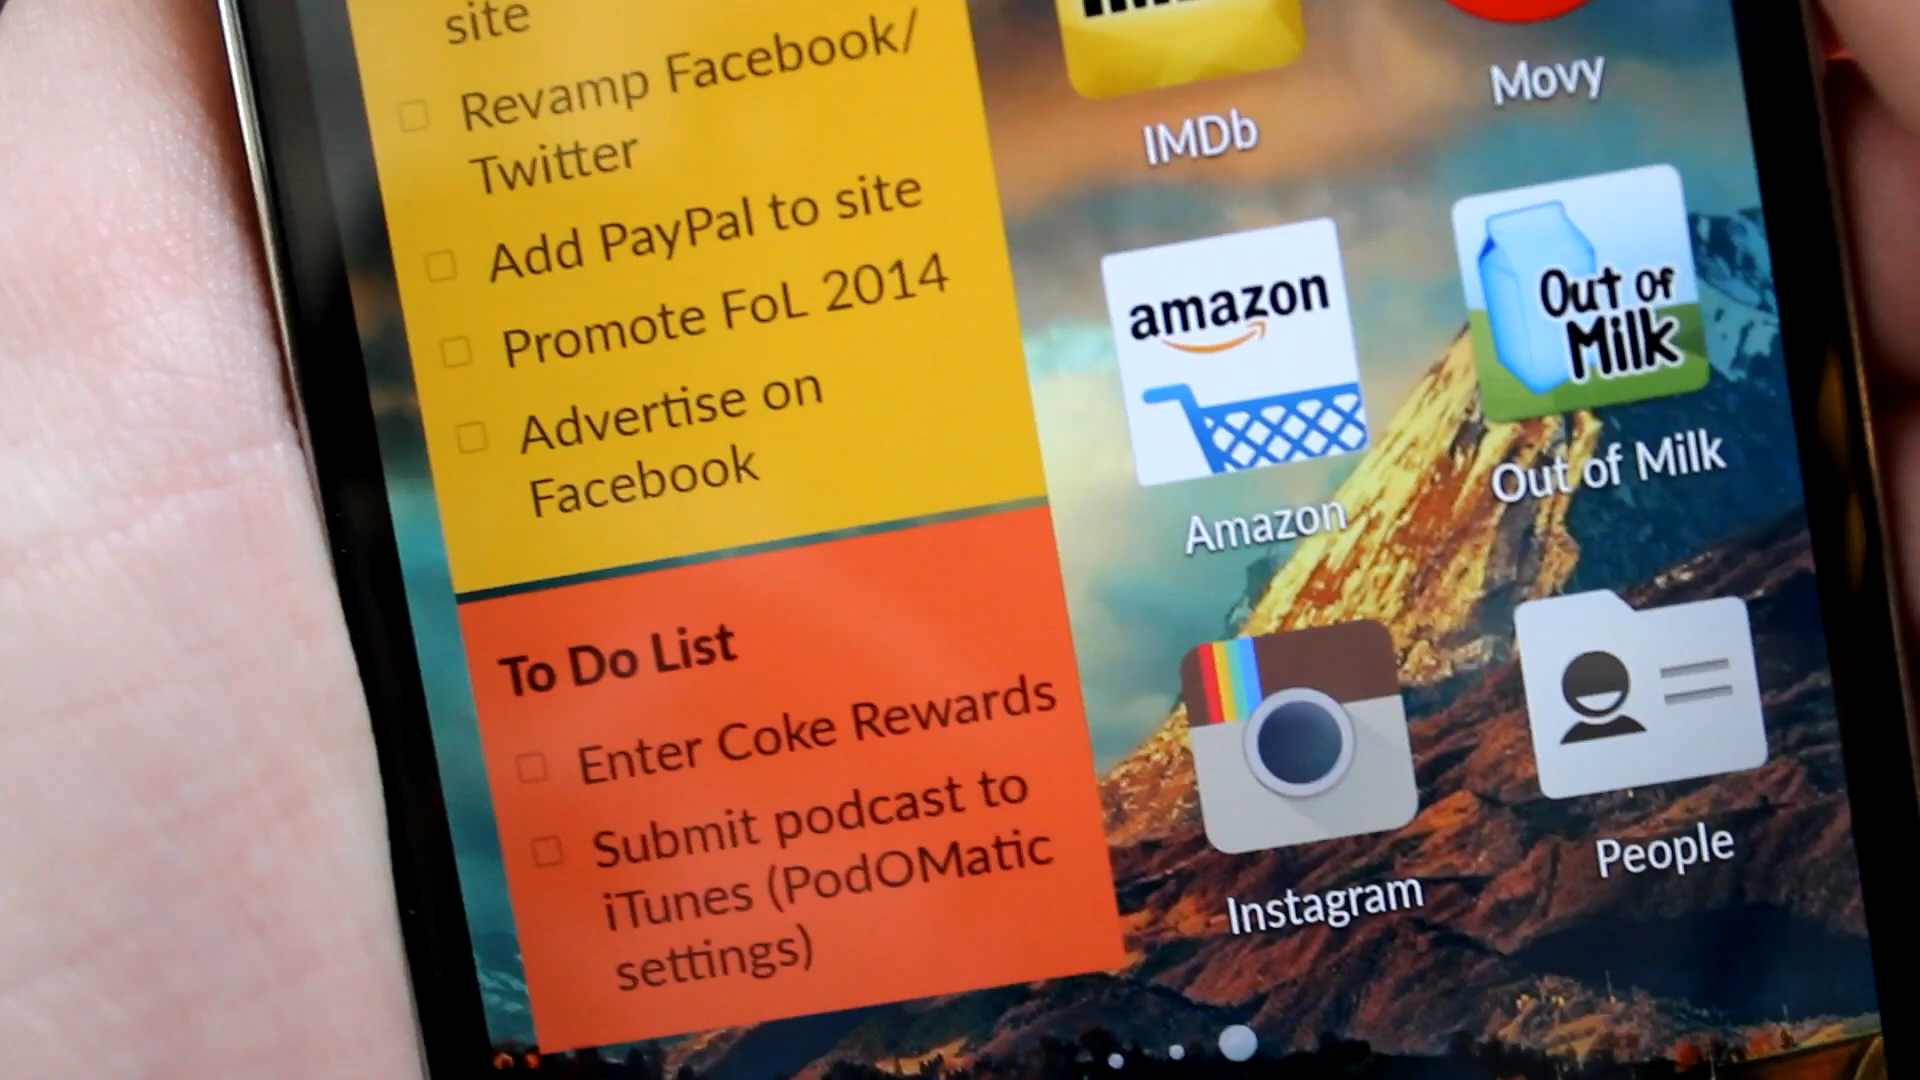 site
Revamp Facebook/
Twitter
Add PayPal to site
Promote FoL 2014
Advertise on
Facebook
To Do List
Enter Coke Rewards
Submit podcast to
iTunes (PodOMatic
settings)
IMDb
Movy
amazon
Out of
Milk
Amazon
Out of Milk
Instagram
People